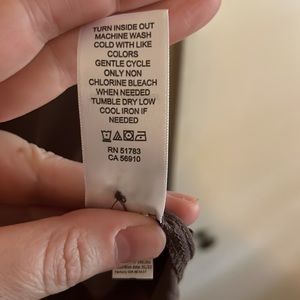 TURN INSIDE OUT
MACHINE WASH
COLD WITH LIKE
COLORS
GENTLE CYCLE
ONLY NON
CHLORINE BLEACH
WHEN NEEDED
TUMBLE DRY LOW
COOL IRON IF
NEEDED
RN 51783
CA 56910